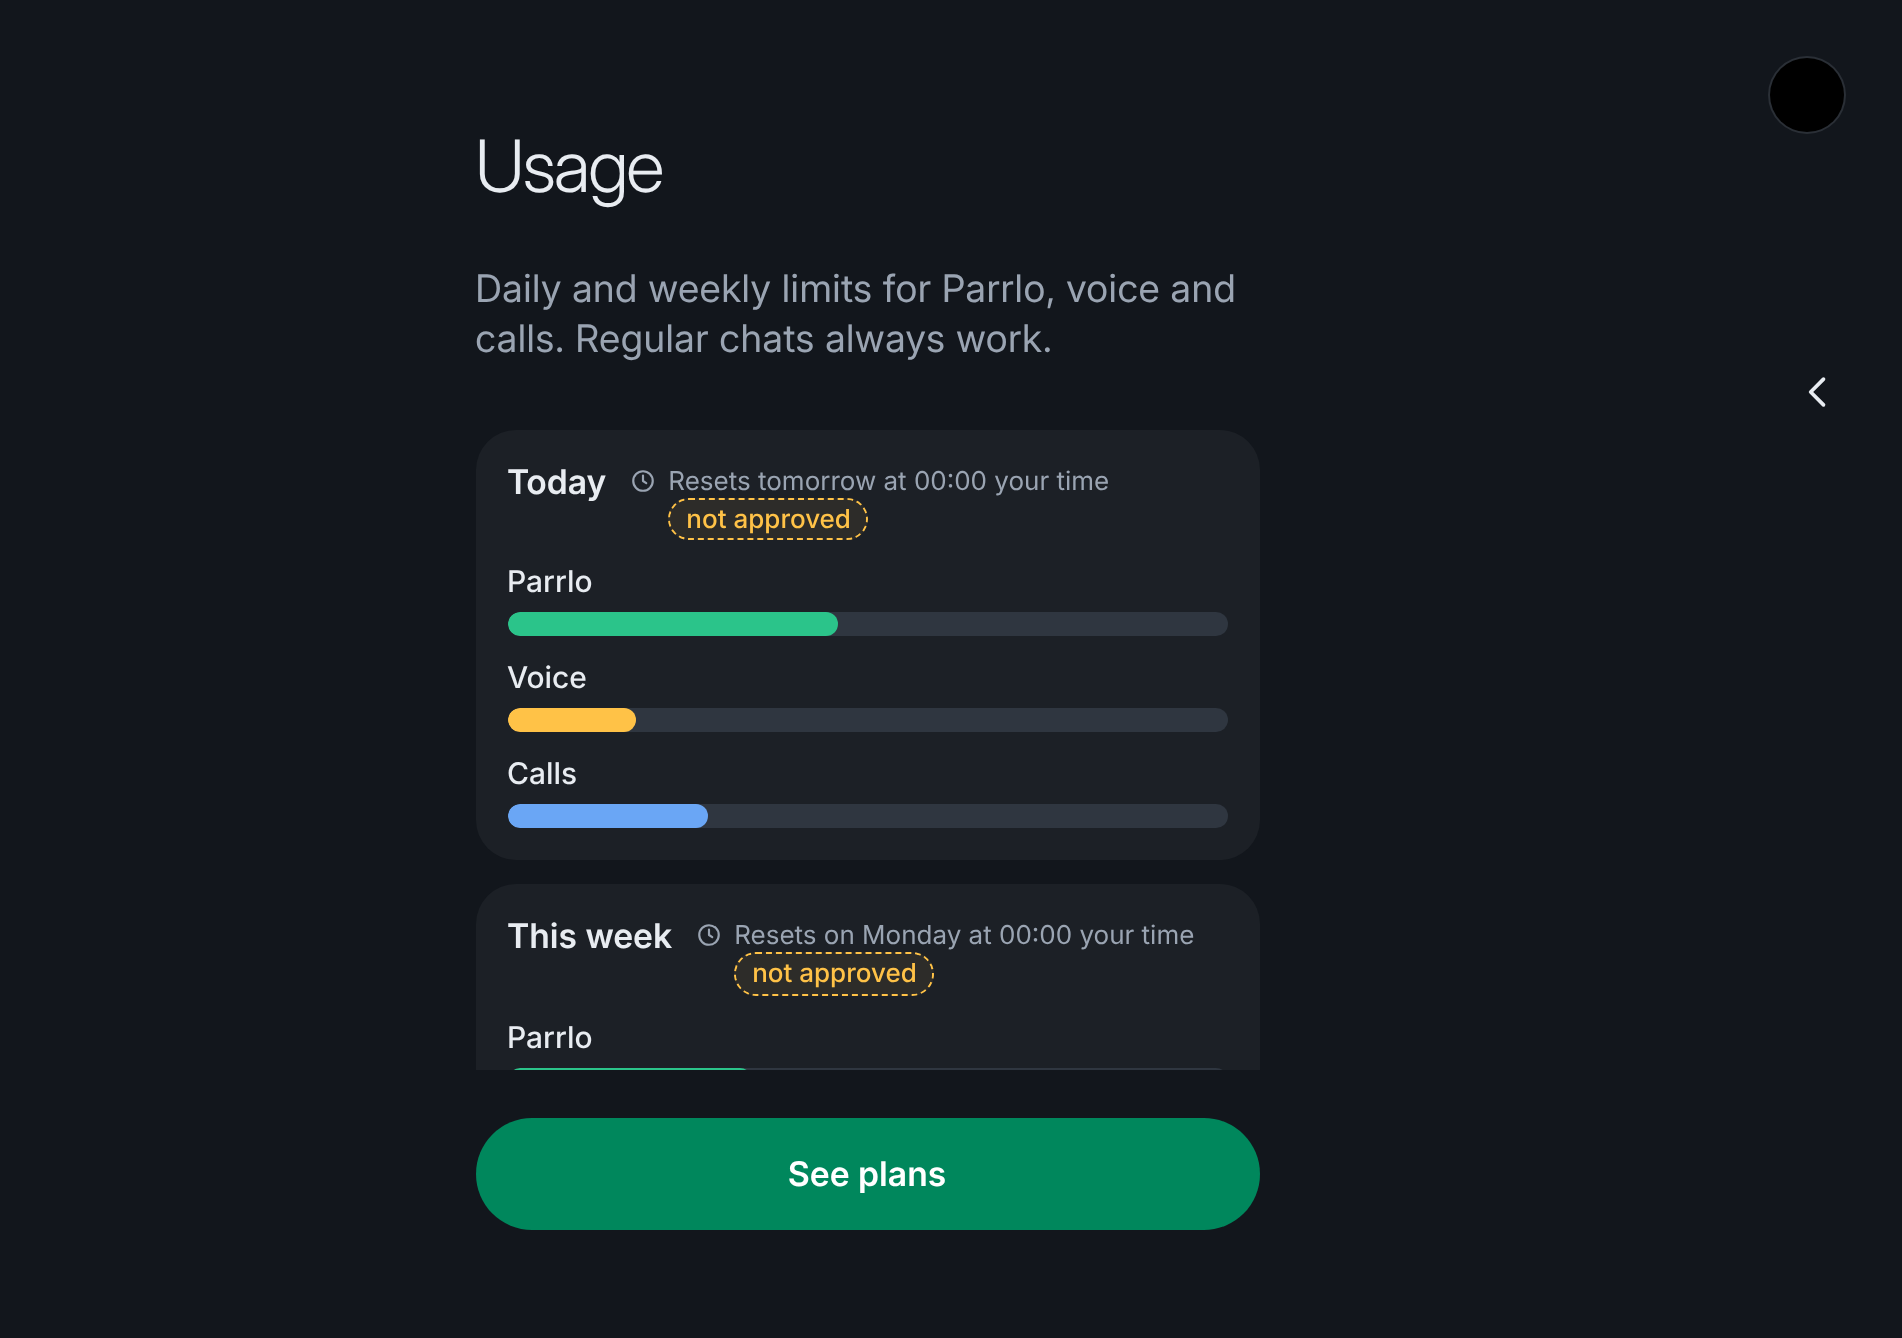 Usage
Daily and weekly limits for Parrlo, voice and
calls. Regular chats always work.
Today Resets tomorrow at 00:00 your time
not approved
Parrlo
Voice
Calls
This week Resets on Monday at 00:00 your time
not approved
Parrlo
See plans